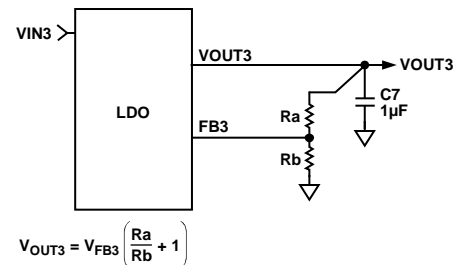 VIN3
VOUT3
VOUT3
LDO
C7
1µF
Ra
FB3
Rb
VOUT3 = VFB3 (Ra/Rb + 1)